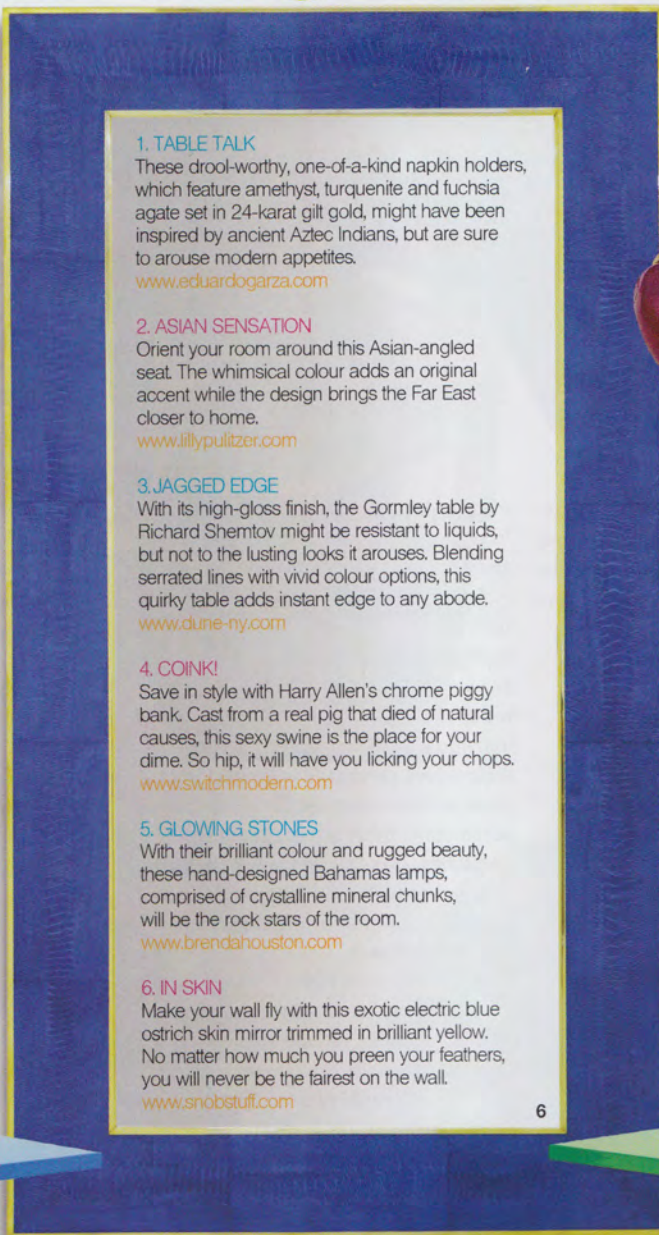 1. TABLE TALK
These drool-worthy, one-of-a-kind napkin holders,
which feature amethyst, turquenite and fuchsia
agate set in 24-karat gilt gold, might have been
inspired by ancient Aztec Indians, but are sure
to arouse modern appetites.
www.eduardogarza.com
2. ASIAN SENSATION
Orient your room around this Asian-angled
seat. The whimsical colour adds an original
accent while the design brings the Far East
closer to home.
www.lillypulitzer.com
3. JAGGED EDGE
With its high-gloss finish, the Gormley table by
Richard Shemtov might be resistant to liquids,
but not to the lusting looks it arouses. Blending
serrated lines with vivid colour options, this
quirky table adds instant edge to any abode.
www.dune-ny.com
4. COINK!
Save in style with Harry Allen's chrome piggy
bank. Cast from a real pig that died of natural
causes, this sexy swine is the place for your
dime. So hip, it will have you licking your chops.
www.switchmodern.com
5. GLOWING STONES
With their brilliant colour and rugged beauty,
these hand-designed Bahamas lamps,
comprised of crystalline mineral chunks,
will be the rock stars of the room.
www.brendahouston.com
6. IN SKIN
Make your wall fly with this exotic electric blue
ostrich skin mirror trimmed in brilliant yellow.
No matter how much you preen your feathers,
you will never be the fairest on the wall.
www.snobstuff.com
6